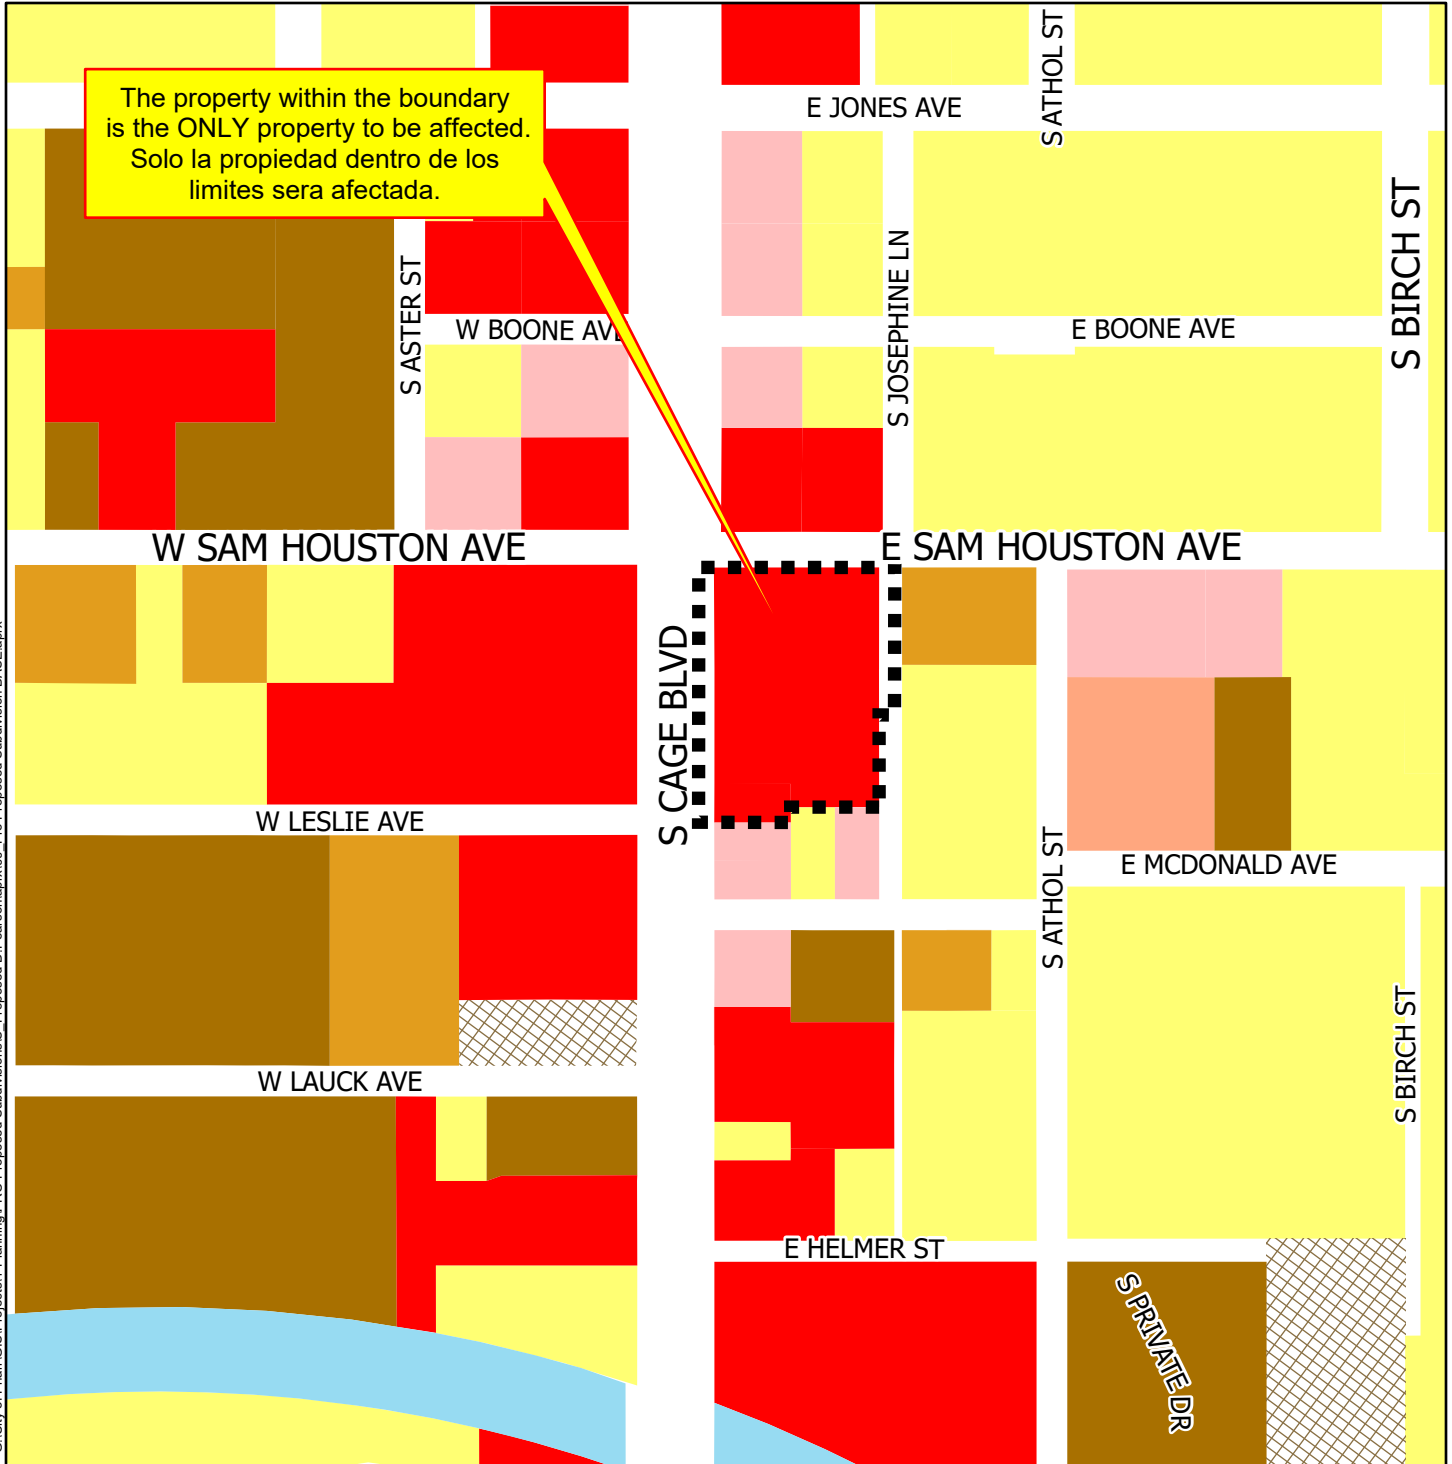 S ATHOL ST
E JONES AVE
The property within the boundary
is the ONLY property to be affected.
Solo la propiedad dentro de los
limites sera afectada.
S BIRCH ST
S ASTER ST
S JOSEPHINE LN
W BOONE AVE
E BOONE AVE
W SAM HOUSTON AVE
E SAM HOUSTON AVE
S CAGE BLVD
W LESLIE AVE
E MCDONALD AVE
S ATHOL ST
S BIRCH ST
W LAUCK AVE
E HELMER ST
S PRIVATE DR